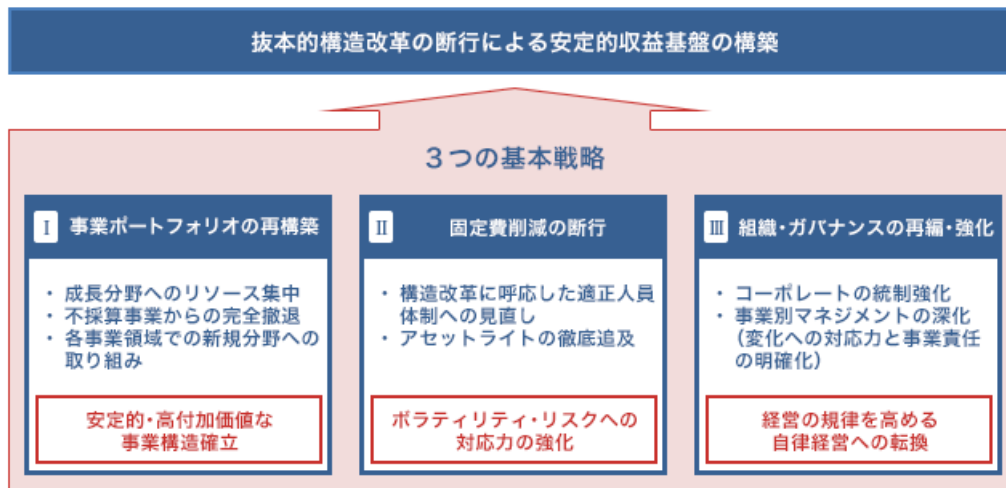 抜本的構造改革の断行による安定的収益基盤の構築
3つの基本戦略
Ⅰ 事業ポートフォリオの再構築
・ 成長分野へのリソース集中
・ 不採算事業からの完全撤退
・ 各事業領域での新規分野への
取り組み
安定的・高付加価値な
事業構造確立
Ⅱ 固定費削減の断行
・ 構造改革に呼応した適正人員
体制への見直し
・ アセットライトの徹底追及
ボラティリティ・リスクへの
対応力の強化
Ⅲ 組織・ガバナンスの再編・強化
・ コーポレートの統制強化
・ 事業別マネジメントの深化
(変化への対応力と事業責任
の明確化)
経営の規律を高める
自律経営への転換